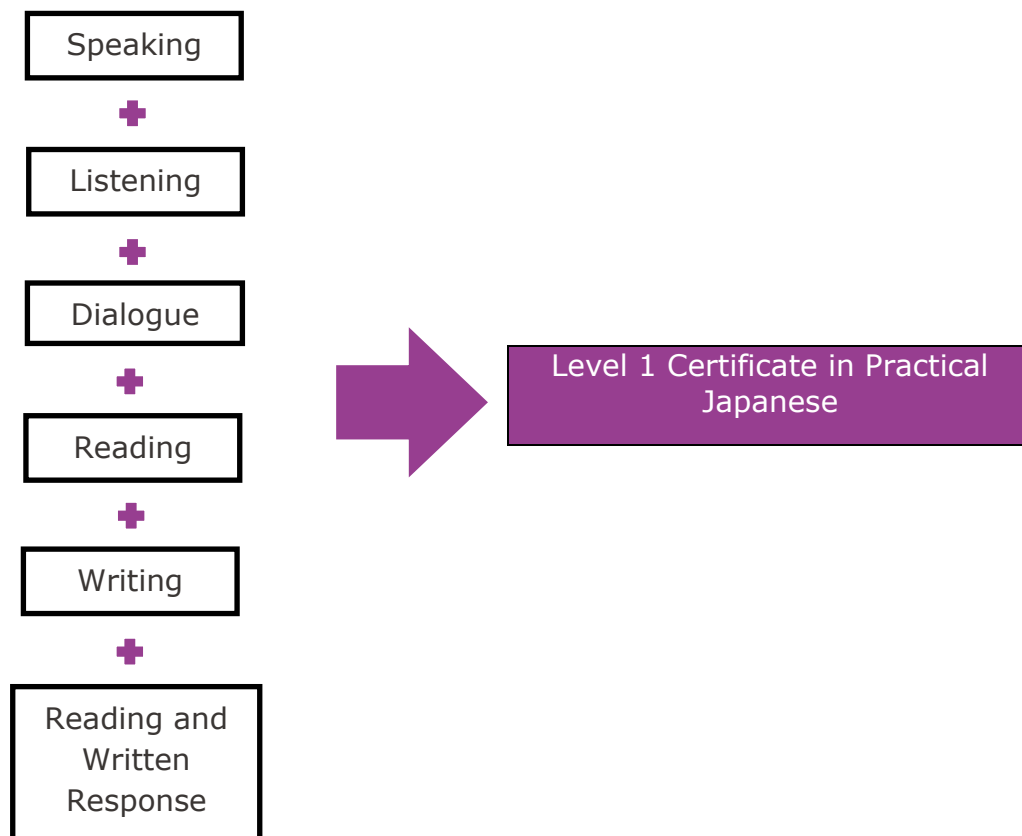 Speaking
Listening
Dialogue
Reading
Writing
Reading and
Written
Response
Level 1 Certificate in Practical
Japanese